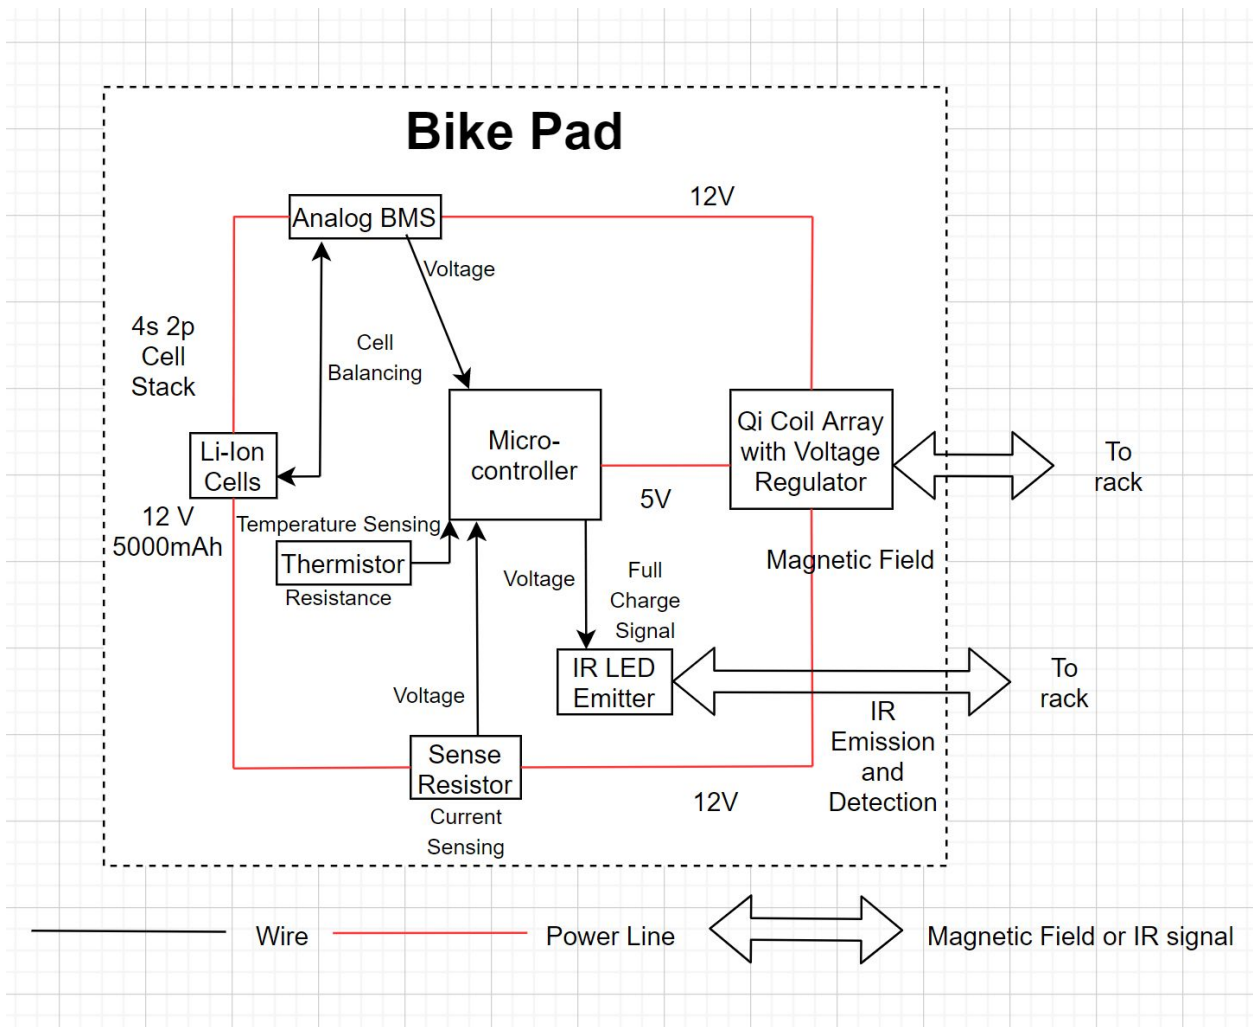 Bike Pad
12V
Analog BMS
Voltage
4s 2p
Cell
Stack
Cell
Balancing
Li-Ion
Cells
12 V
5000mAh
Micro-
controller
Qi Coil Array
with Voltage
Regulator
To
rack
5V
Temperature Sensing
Thermistor
Resistance
Magnetic Field
Voltage
Full
Charge
Signal
IR LED
Emitter
To
rack
Voltage
IR
Emission
and
Detection
Sense
Resistor
Current
Sensing
12V
Wire
Power Line
Magnetic Field or IR signal